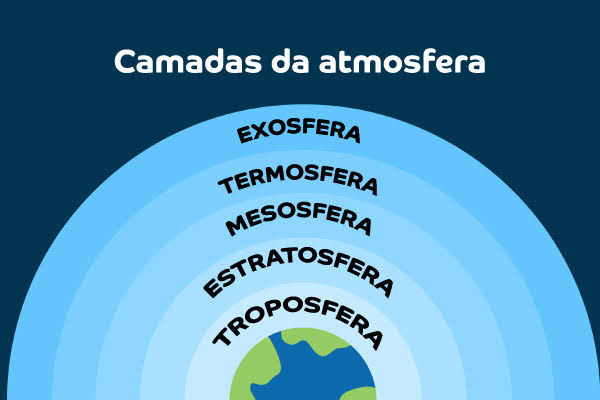 Camadas da atmosfera
EXOSFERA
TERMOSFERA
MESOSFERA
ESTRATOSFERA
TROPOSFERA